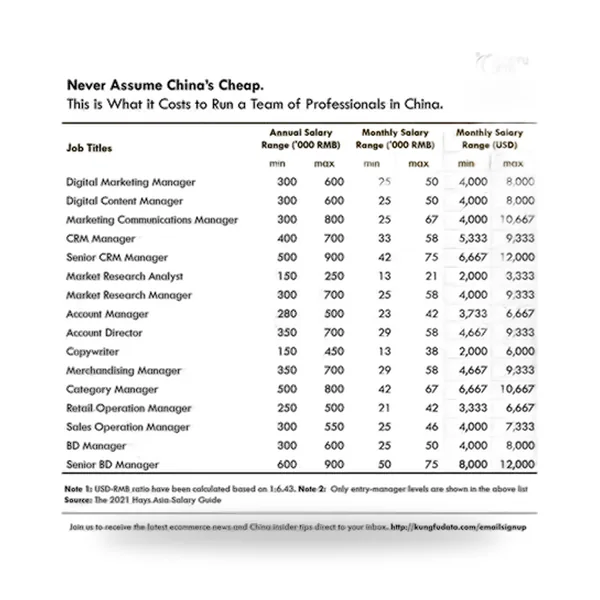 Never Assume China's Cheap.
This is What it Costs to Run a Team of Professionals in China.
Job Titles Annual Salary Range ('000 RMB) Monthly Salary Range ('000 RMB) Monthly Salary Range (USD)
min max min max min max
Digital Marketing Manager 300 600 25 50 4,000 8,000
Digital Content Manager 300 600 25 50 4,000 8,000
Marketing Communications Manager 300 800 25 67 4,000 10,667
CRM Manager 400 700 33 58 5,333 9,333
Senior CRM Manager 500 900 42 75 6,667 12,000
Market Research Analyst 150 250 13 21 2,000 3,333
Market Research Manager 300 700 25 58 4,000 9,333
Account Manager 280 500 23 42 3,733 6,667
Account Director 350 700 29 58 4,667 9,333
Copywriter 150 450 13 38 2,000 6,000
Merchandising Manager 350 700 29 58 4,667 9,333
Category Manager 500 800 42 67 6,667 10,667
Retail Operation Manager 250 500 21 42 3,333 6,667
Sales Operation Manager 300 550 25 46 4,000 7,333
BD Manager 300 600 25 50 4,000 8,000
Senior BD Manager 600 900 50 75 8,000 12,000
Note 1: USD-RMB ratio have been calculated based on 1:6.43. Note 2: Only entry-manager levels are shown in the above list
Source: The 2021 Hays Asia Salary Guide
Join us to receive the latest ecommerce news and China insider tips direct to your inbox. http://kungfudata.com/emailsignup